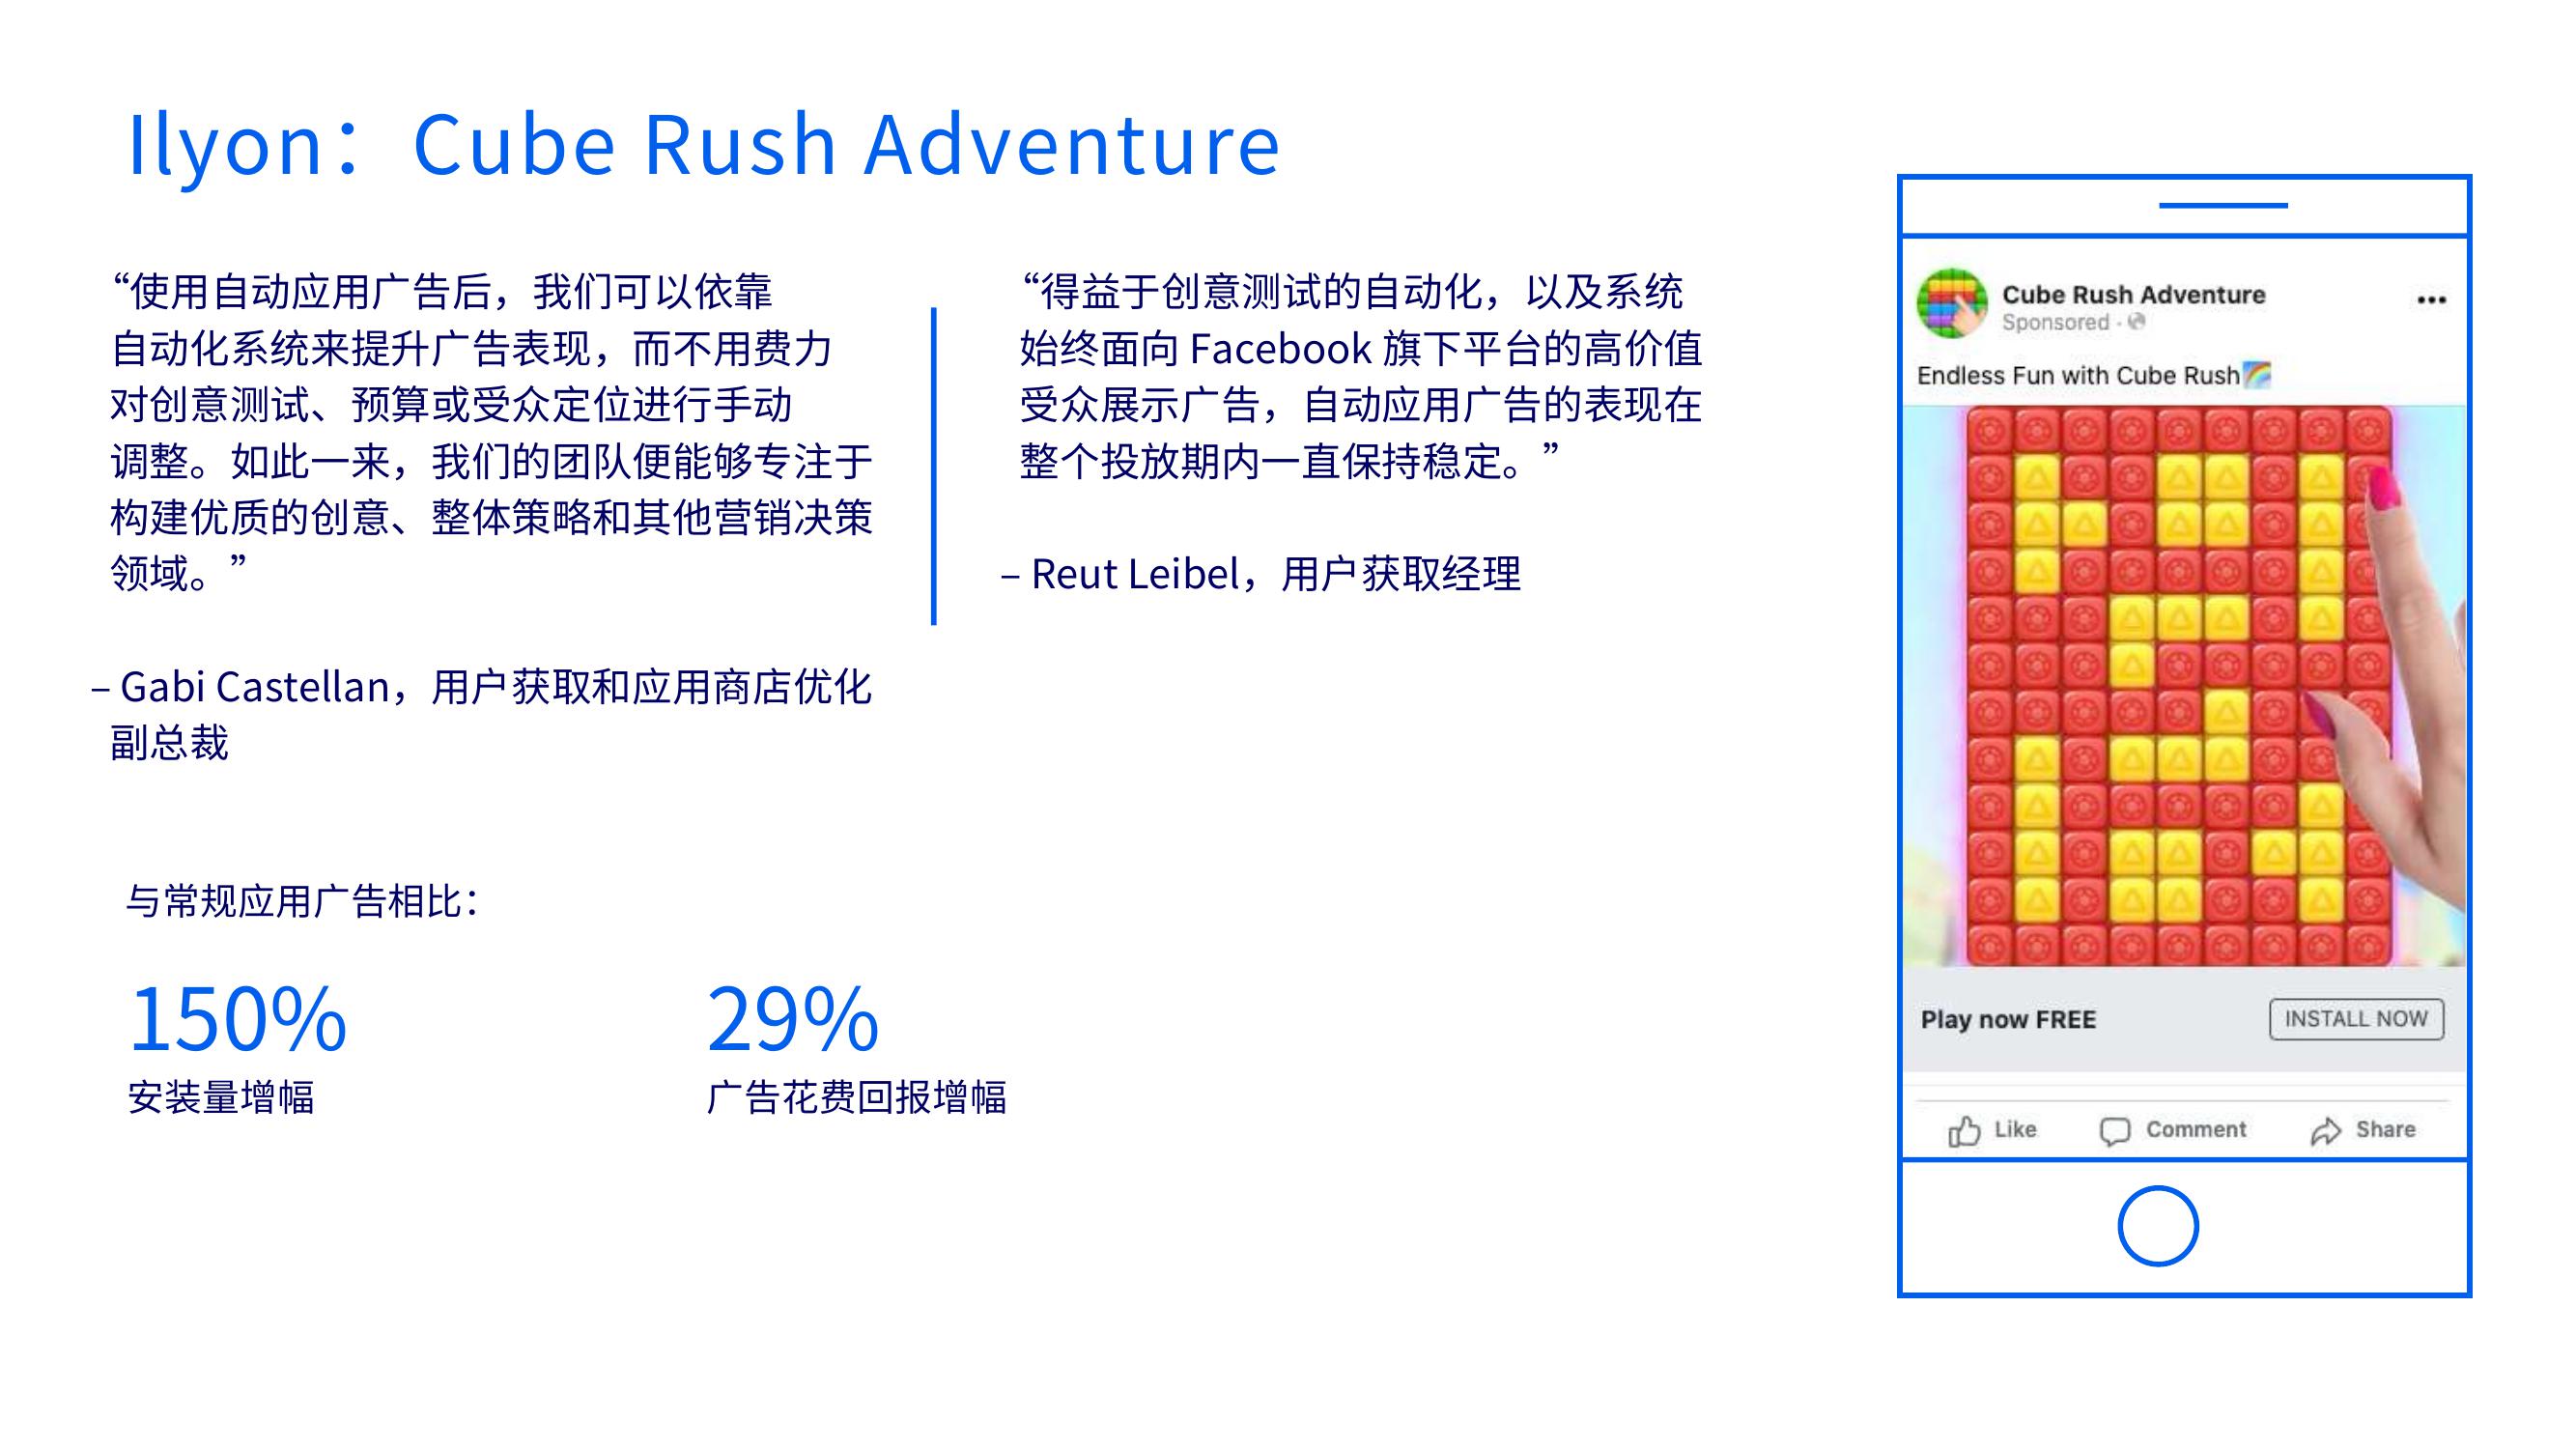 Ilyon：Cube Rush Adventure
“使用自动应用广告后，我们可以依靠
自动化系统来提升广告表现，而不用费力
对创意测试、预算或受众定位进行手动
调整。如此一来，我们的团队便能够专注于
构建优质的创意、整体策略和其他营销决策
领域。”
– Gabi Castellan，用户获取和应用商店优化
副总裁
“得益于创意测试的自动化，以及系统
始终面向 Facebook 旗下平台的高价值
受众展示广告，自动应用广告的表现在
整个投放期内一直保持稳定。”
– Reut Leibel，用户获取经理
与常规应用广告相比：
150%
安装量增幅
29%
广告花费回报增幅
Cube Rush Adventure
Sponsored ·
Endless Fun with Cube Rush🌈
Play now FREE
INSTALL NOW
Like
Comment
Share